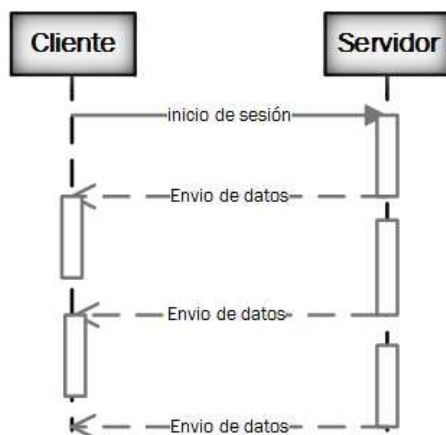 Cliente
Servidor
inicio de sesión
Envio de datos
Envio de datos
Envio de datos